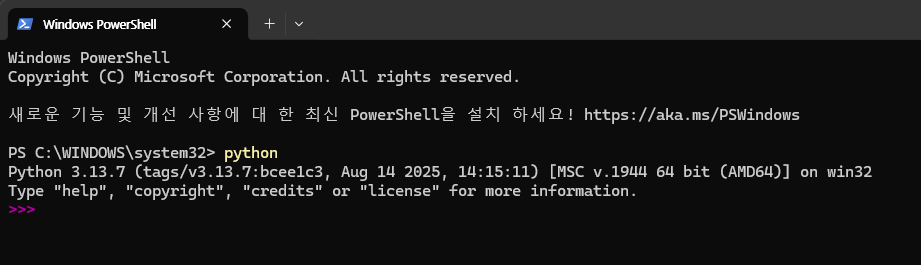 Windows PowerShell
Windows PowerShell
Copyright (C) Microsoft Corporation. All rights reserved.
새로운 기능 및 개선 사항에 대 한 최신 PowerShell을 설치 하세요! https://aka.ms/PSWindows
PS C:\WINDOWS\system32> python
Python 3.13.7 (tags/v3.13.7:bcee1c3, Aug 14 2025, 14:15:11) [MSC v.1944 64 bit (AMD64)] on win32
Type "help", "copyright", "credits" or "license" for more information.
>>>